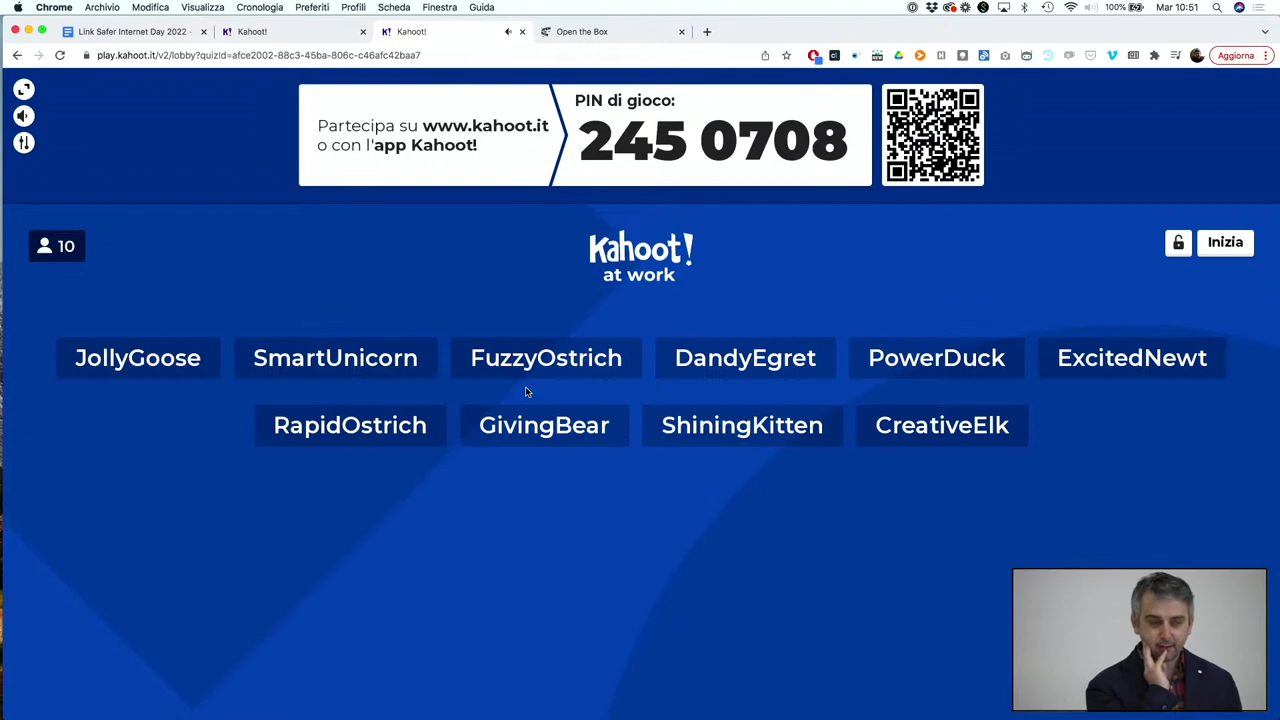 Chrome Archivio Modifica Visualizza Cronologia Preferiti Profili Scheda Finestra Guida 100% Mar 10:51
Link Safer Internet Day 2022 - Kahoot! Kahoot! Open the Box
play.kahoot.it/v2/lobby?quizId=afce2002-88c3-45ba-806c-c46afc42baa7 Aggiorna
Partecipa su www.kahoot.it
o con l'app Kahoot!
PIN di gioco:
245 0708
10
Kahoot!
at work
Inizia
JollyGoose SmartUnicorn FuzzyOstrich DandyEgret PowerDuck ExcitedNewt
RapidOstrich GivingBear ShiningKitten CreativeElk